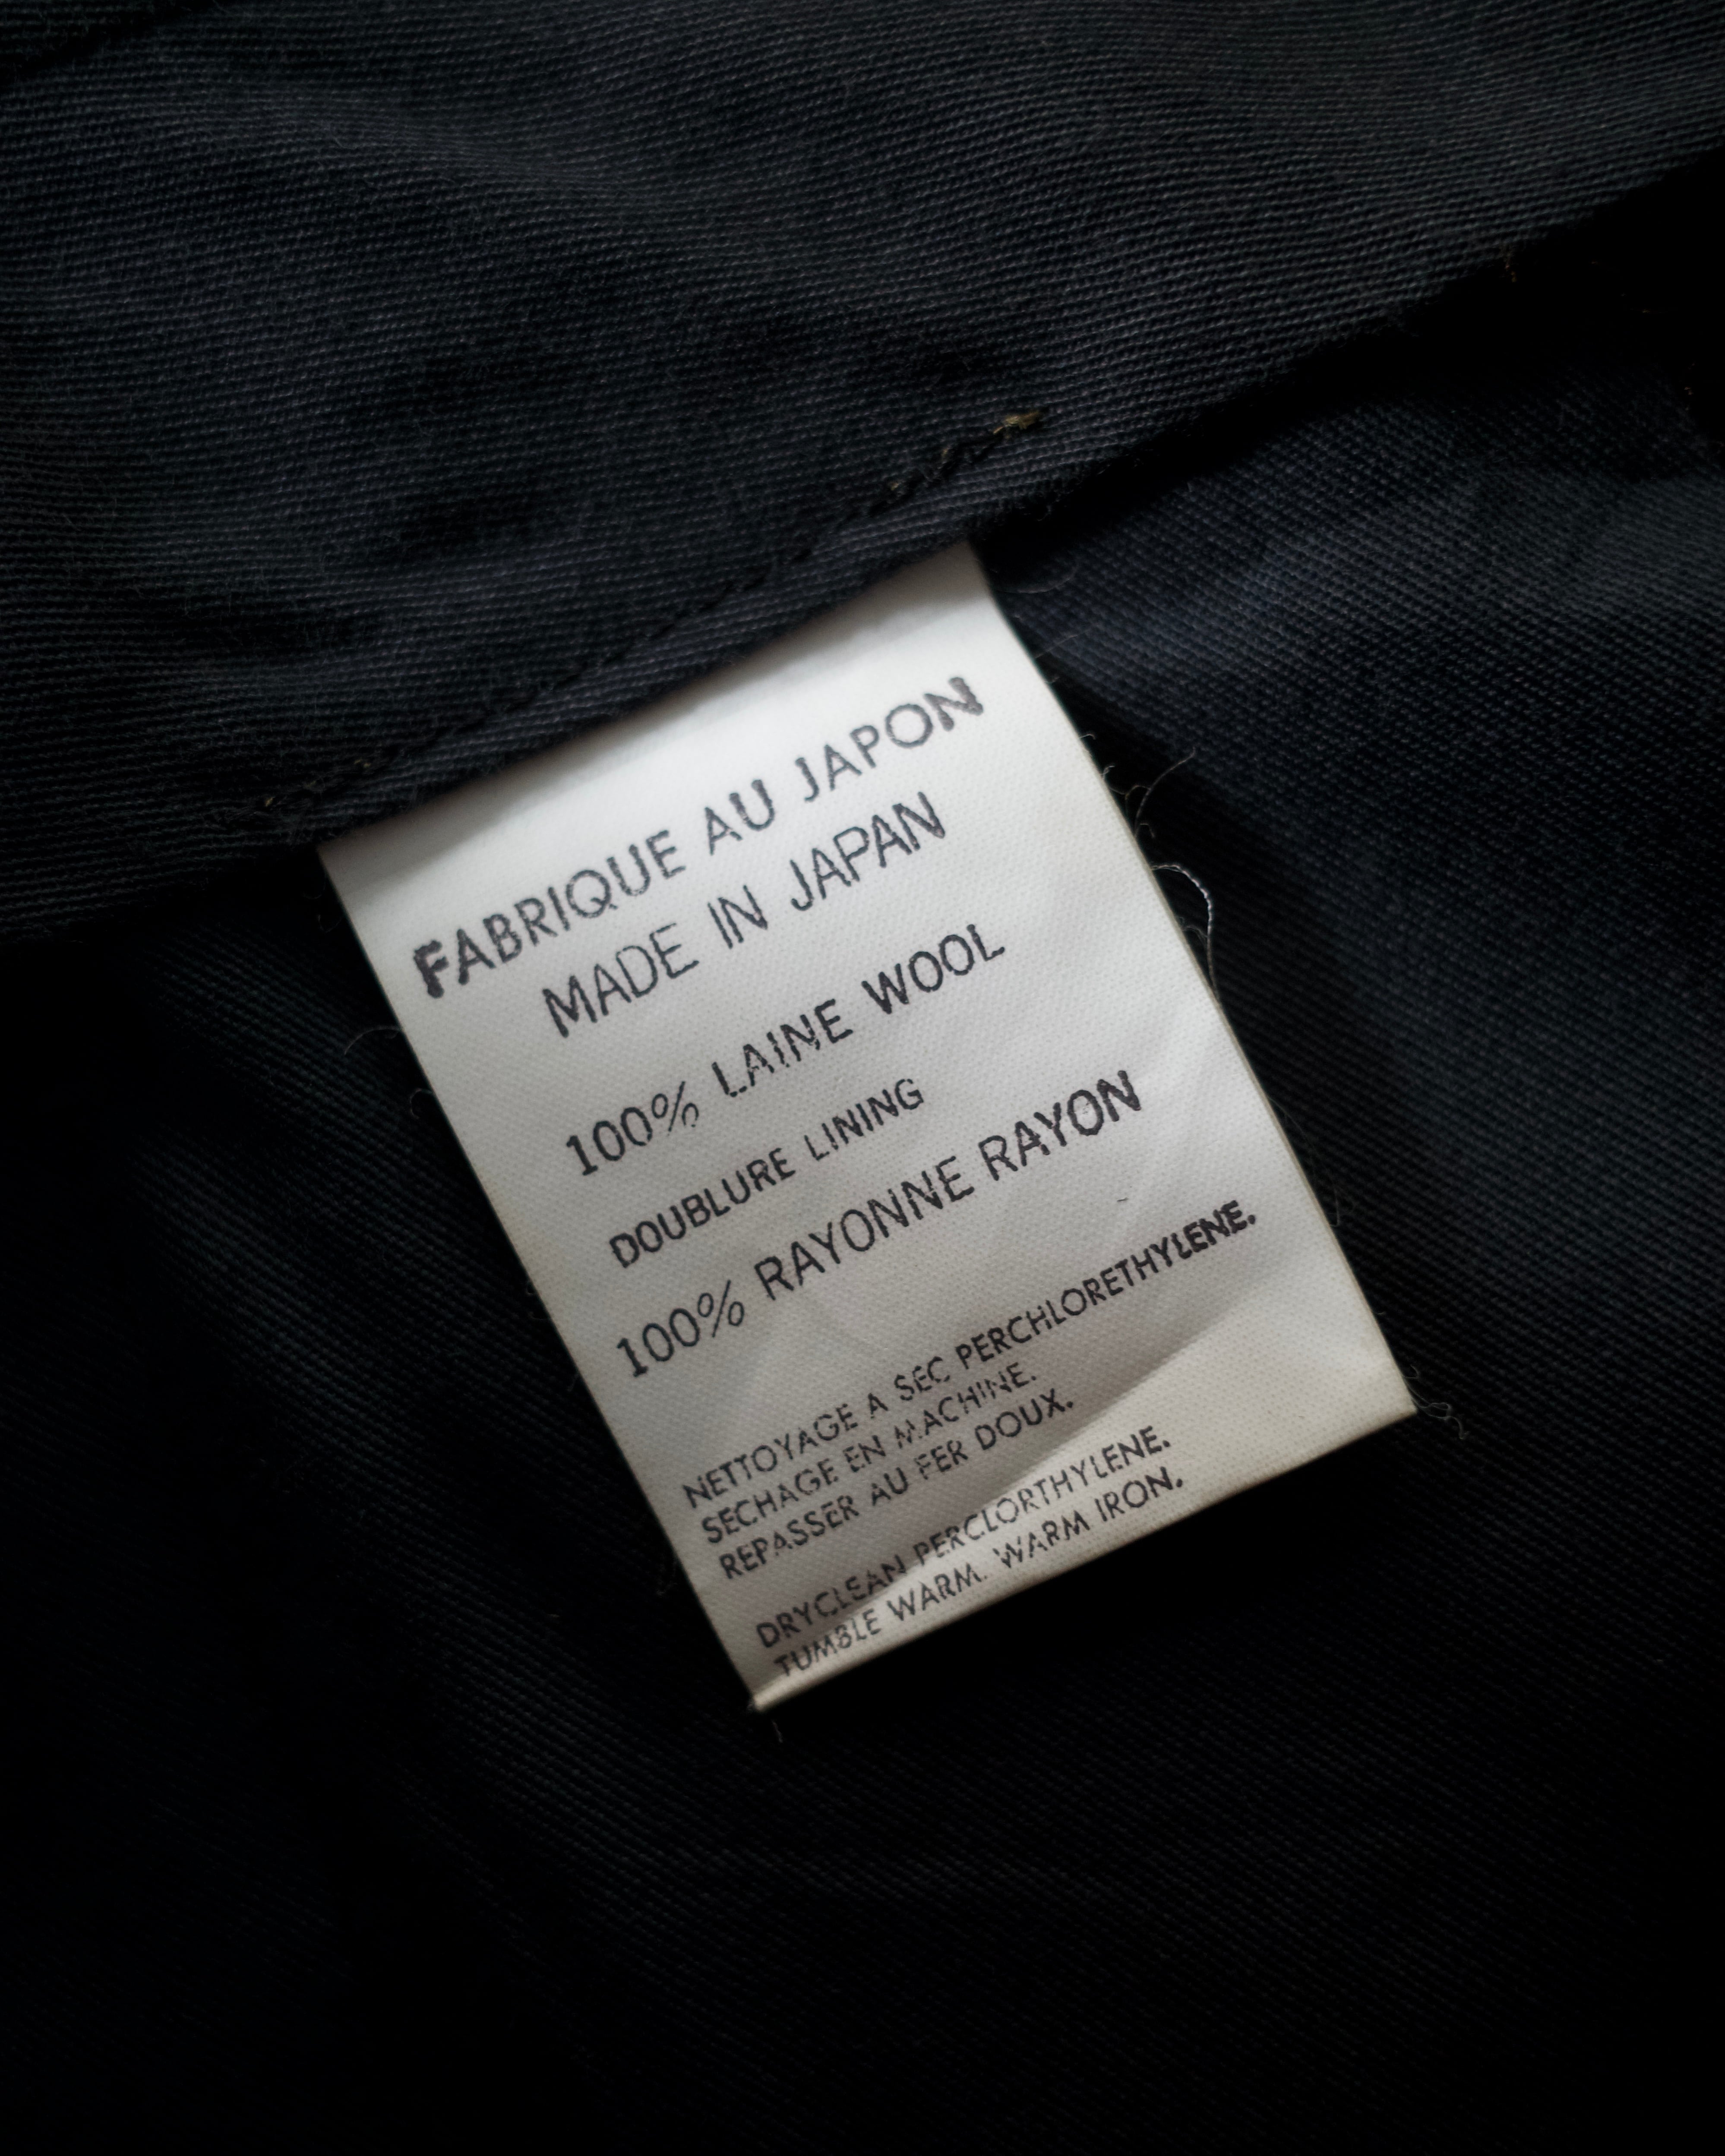 FABRIQUE AU JAPON
MADE IN JAPAN
100% LAINE WOOL
DOUBLURE LINING
100% RAYONNE RAYON
NETTOYAGE A SEC PERCHLORETHYLENE.
SECHAGE EN MACHINE.
REPASSER AU FER DOUX.
DRYCLEAN PERCLORTHYLENE.
TUMBLE WARM. WARM IRON.